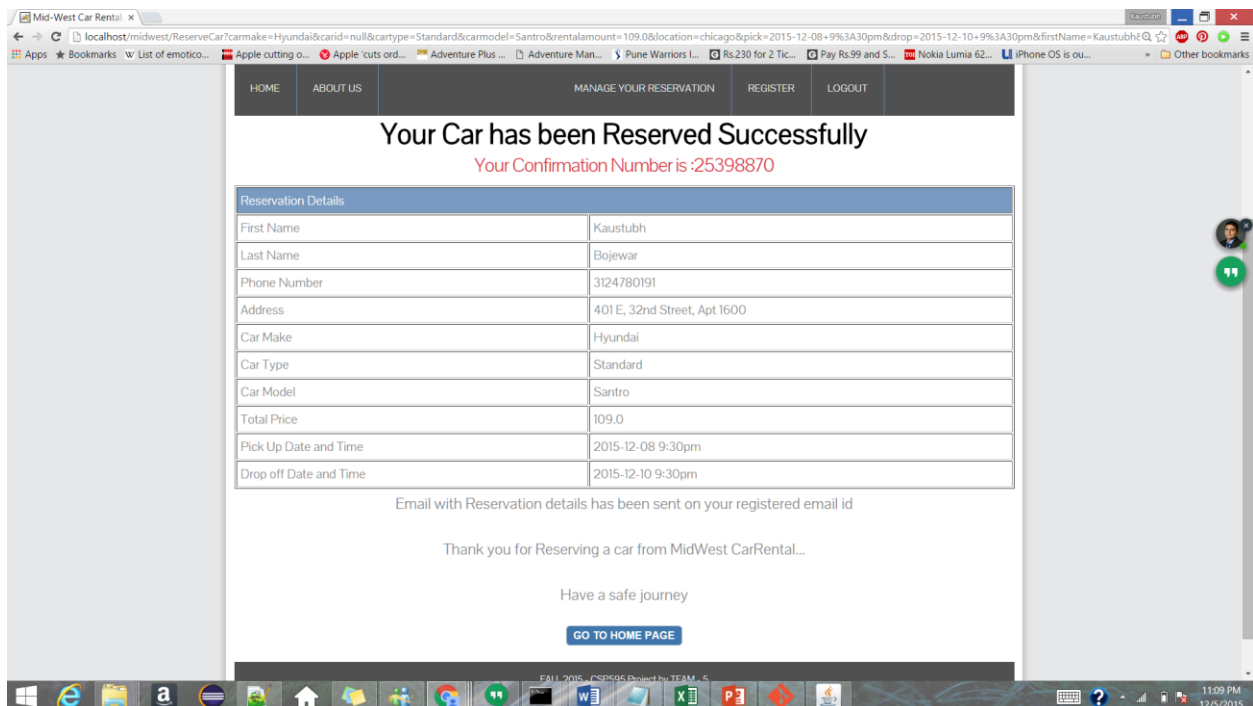 Mid-West Car Rental
Kaustubh
localhost/midwest/ReserveCar?carmake=Hyundai&carid=null&cartype=Standard&carmodel=Santro&rentalamount=109.0&location=chicago&pick=2015-12-08+9%3A30pm&drop=2015-12-10+9%3A30pm&firstName=Kaustubh&
Apps Bookmarks List of emotico... Apple cutting o... Apple 'cuts ord... Adventure Plus ... Adventure Man... Pune Warriors I... Rs.230 for 2 Tic... Pay Rs.99 and S... Nokia Lumia 62... iPhone OS is ou... » Other bookmarks
HOME ABOUT US MANAGE YOUR RESERVATION REGISTER LOGOUT
Your Car has been Reserved Successfully
Your Confirmation Number is :25398870
Reservation Details
First Name Kaustubh
Last Name Bojewar
Phone Number 3124780191
Address 401 E, 32nd Street, Apt 1600
Car Make Hyundai
Car Type Standard
Car Model Santro
Total Price 109.0
Pick Up Date and Time 2015-12-08 9:30pm
Drop off Date and Time 2015-12-10 9:30pm
Email with Reservation details has been sent on your registered email id
Thank you for Reserving a car from MidWest CarRental...
Have a safe journey
GO TO HOME PAGE
FALL 2015 - CSP595 Project by TEAM - 5
11:09 PM
12/5/2015